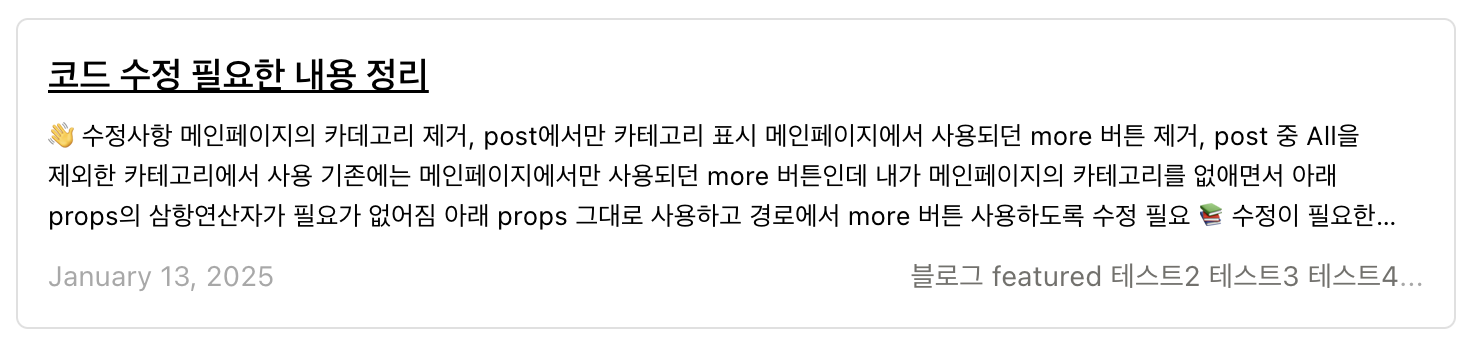 코드 수정 필요한 내용 정리
👋 수정사항 메인페이지의 카데고리 제거, post에서만 카테고리 표시 메인페이지에서 사용되던 more 버튼 제거, post 중 All을
제외한 카테고리에서 사용 기존에는 메인페이지에서만 사용되던 more 버튼인데 내가 메인페이지의 카테고리를 없애면서 아래
props의 삼항연산자가 필요가 없어짐 아래 props 그대로 사용하고 경로에서 more 버튼 사용하도록 수정 필요 📚 수정이 필요한...
January 13, 2025 블로그 featured 테스트2 테스트3 테스트4...